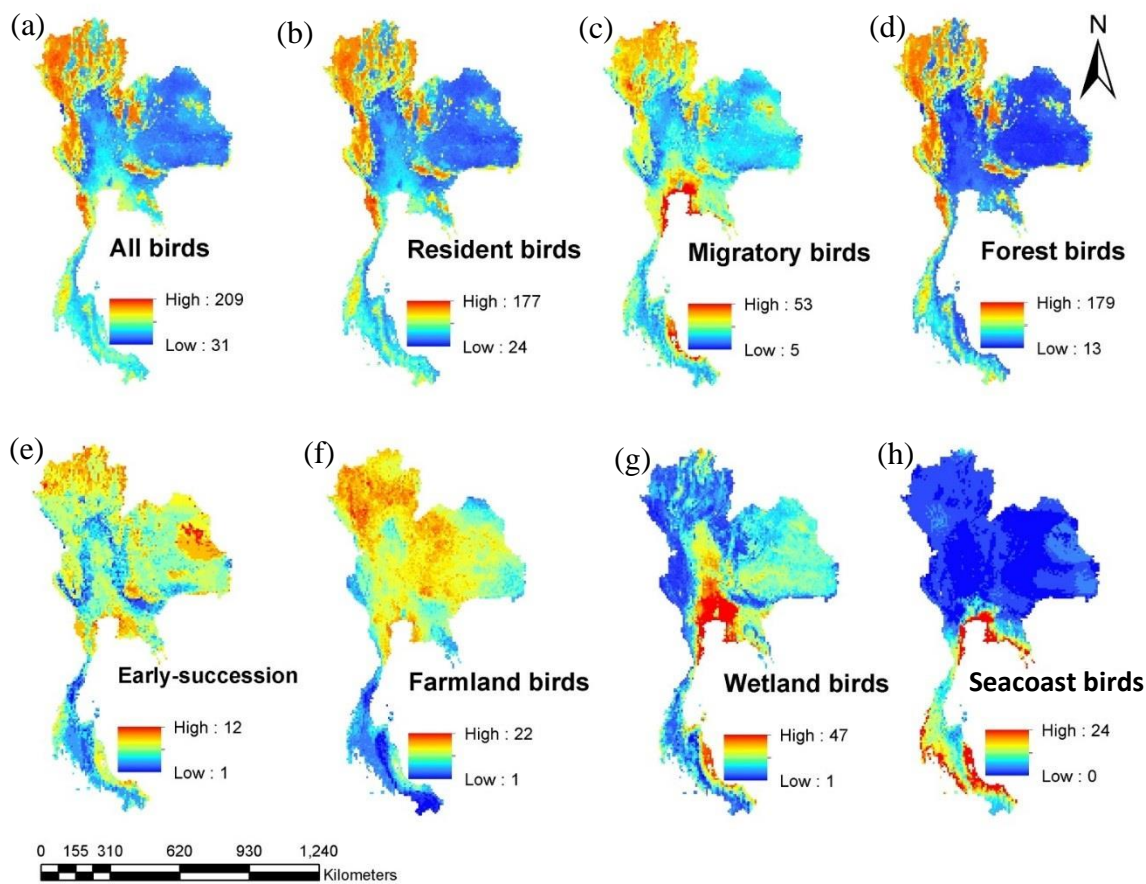 (a)
(b)
(c)
(d)
N
All birds
High : 209
Low : 31
Resident birds
High : 177
Low : 24
Migratory birds
High : 53
Low : 5
Forest birds
High : 179
Low : 13
(e)
(f)
(g)
(h)
Early-succession
High : 12
Low : 1
Farmland birds
High : 22
Low : 1
Wetland birds
High : 47
Low : 1
Seacoast birds
High : 24
Low : 0
0 155 310 620 930 1,240
Kilometers